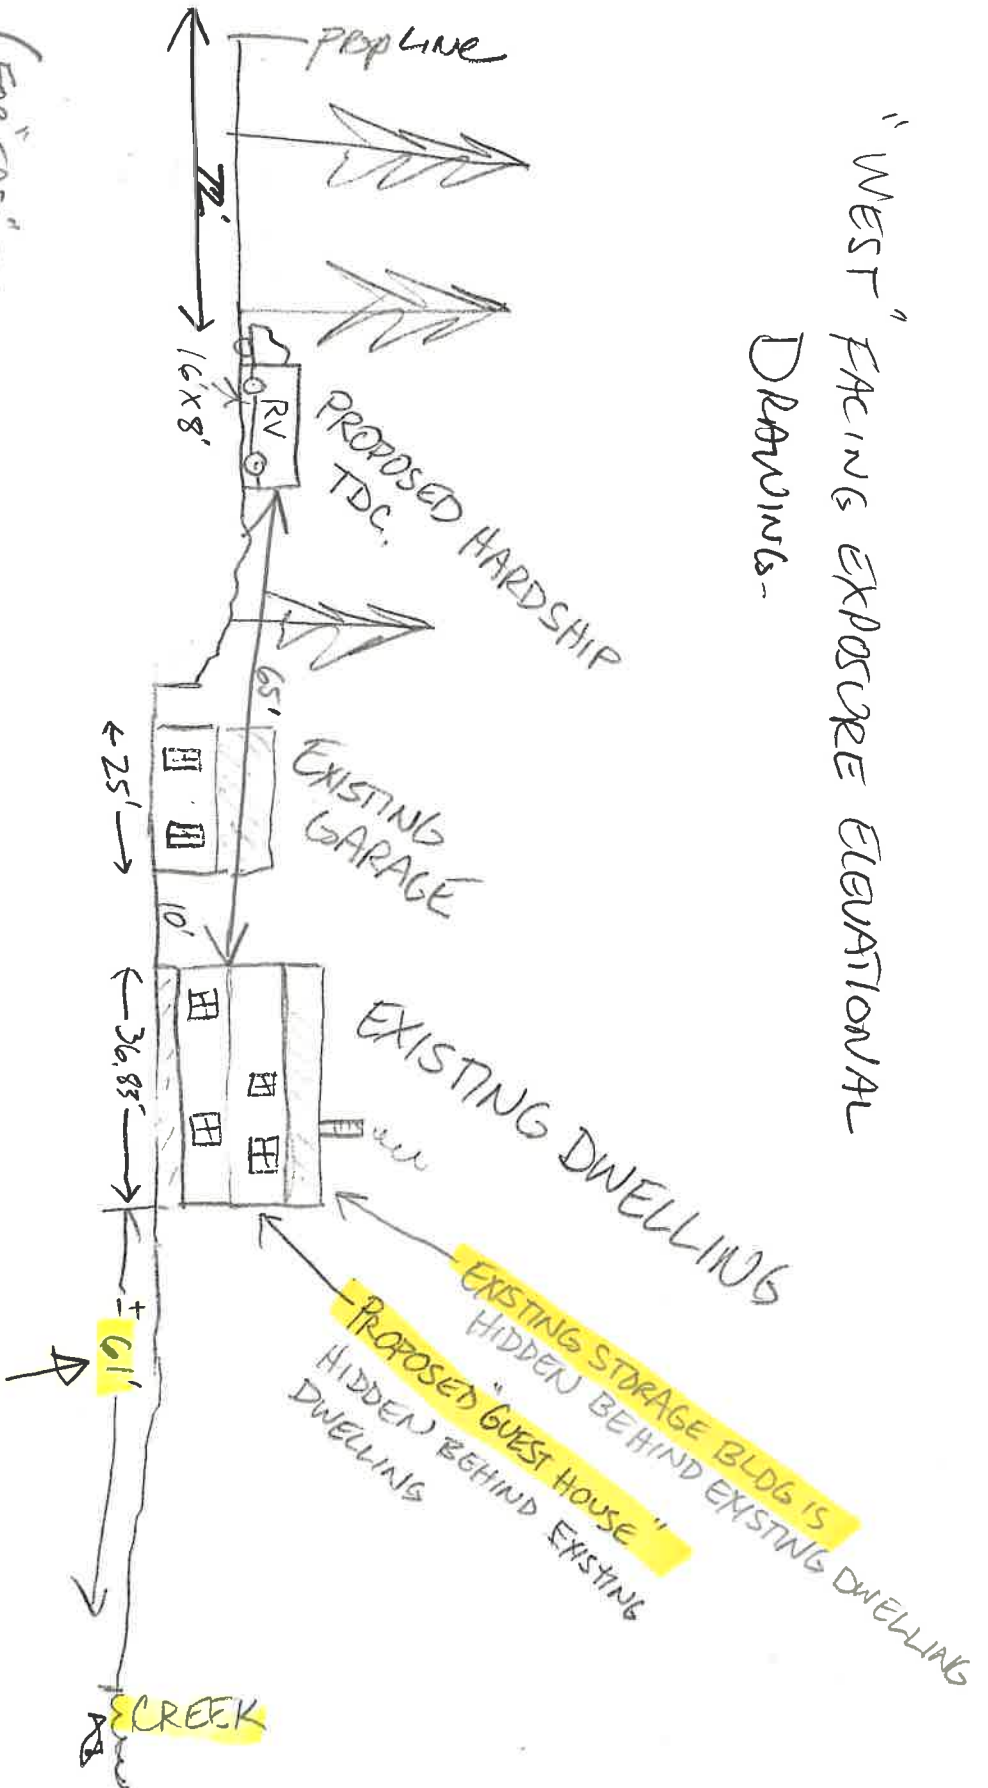 "WEST" FACING EXPOSURE ELEVATIONAL
DRAWINGS-
PROP LINE
72'
16'X8'
RV
PROPOSED HARDSHIP
TDC.
65'
EXISTING
GARAGE
25'
10'
EXISTING DWELLING
36.83'
EXISTING STORAGE BLDG IS
HIDDEN BEHIND EXISTING DWELLING
PROPOSED "GUEST HOUSE"
HIDDEN BEHIND EXISTING
DWELLING
± 61'
CREEK